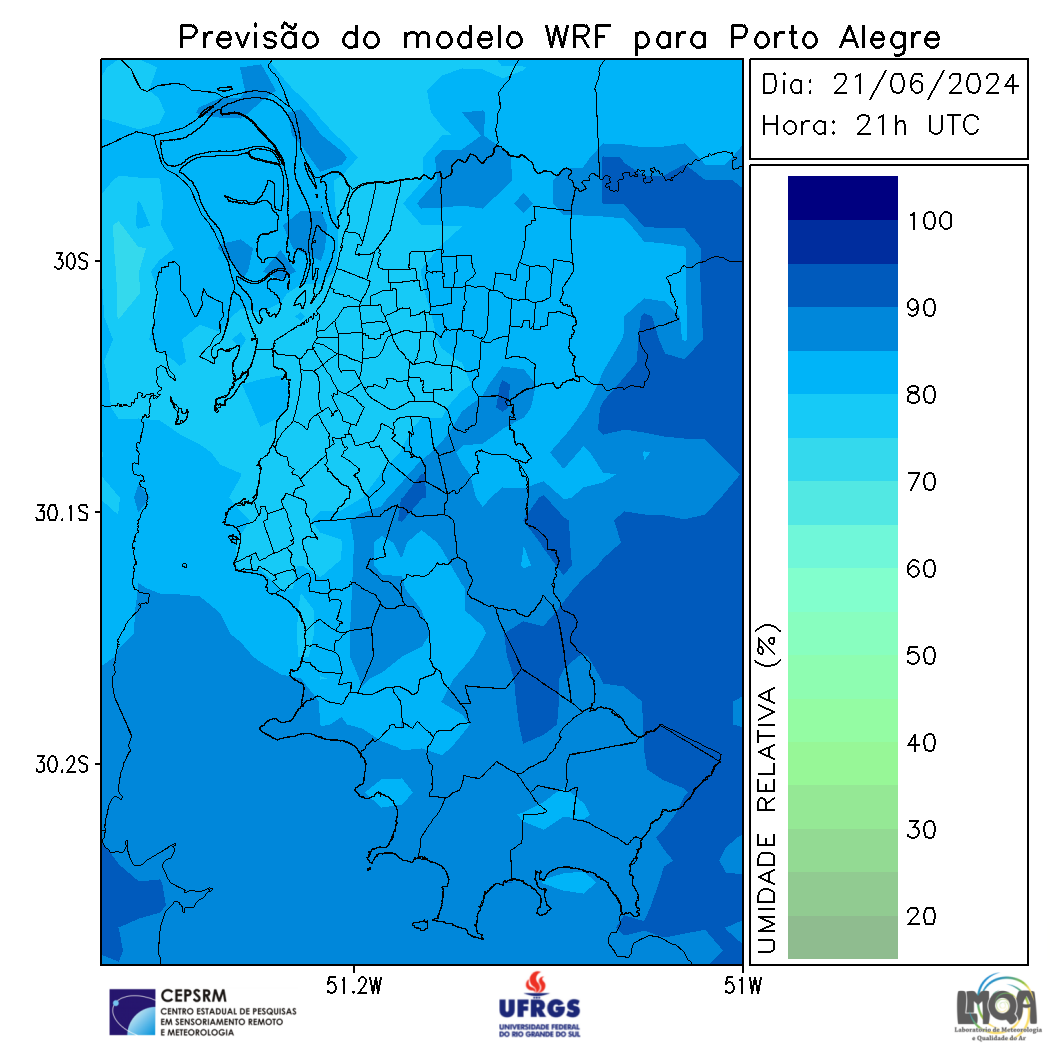 Previsão do modelo WRF para Porto Alegre
Dia: 21/06/2024
Hora: 21h UTC
30S
30.1S
30.2S
51.2W
51W
UMIDADE RELATIVA (%)
100
90
80
70
60
50
40
30
20
CEPSRM
CENTRO ESTADUAL DE PESQUISAS
EM SENSORIAMENTO REMOTO
E METEOROLOGIA
UFRGS
UNIVERSIDADE FEDERAL
DO RIO GRANDE DO SUL
LMQA
Laboratório de Meteorologia
e Qualidade do Ar